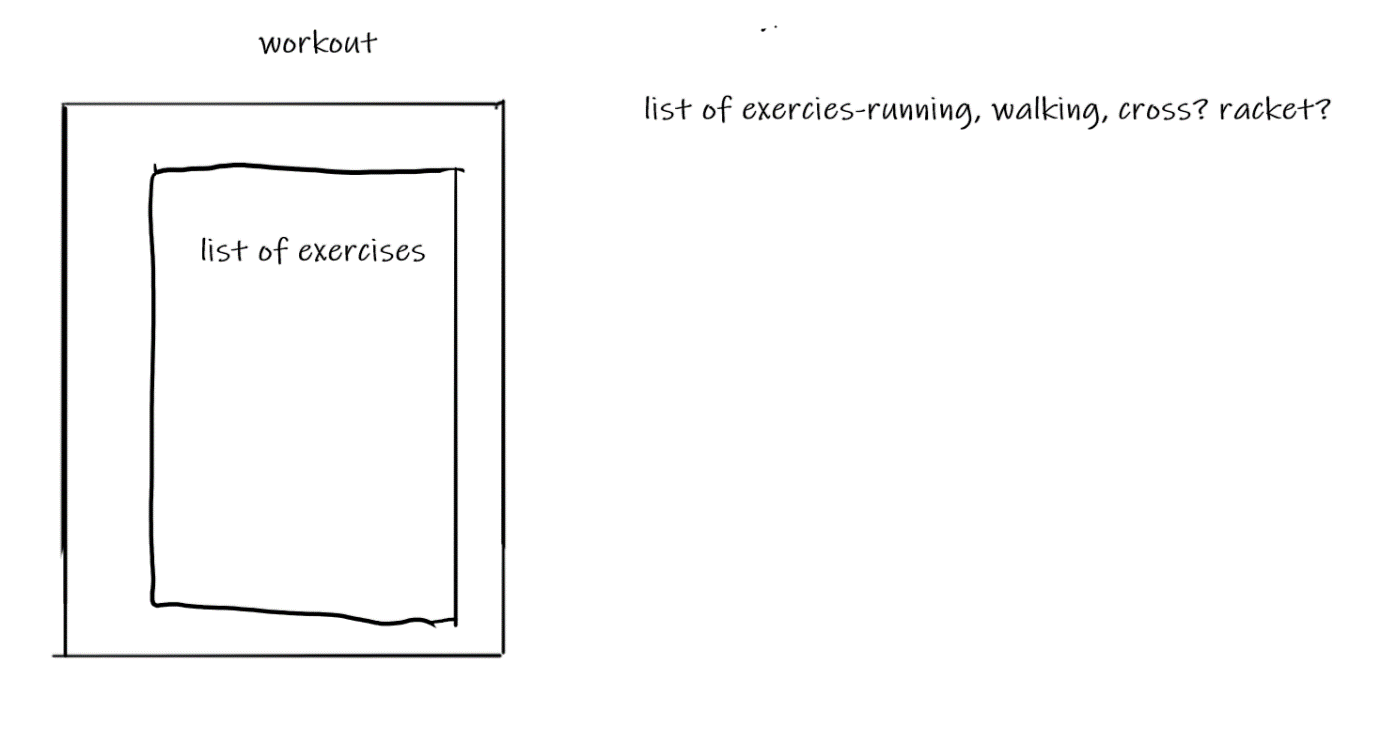 workout
list of exercies-running, walking, cross? racket?
list of exercises